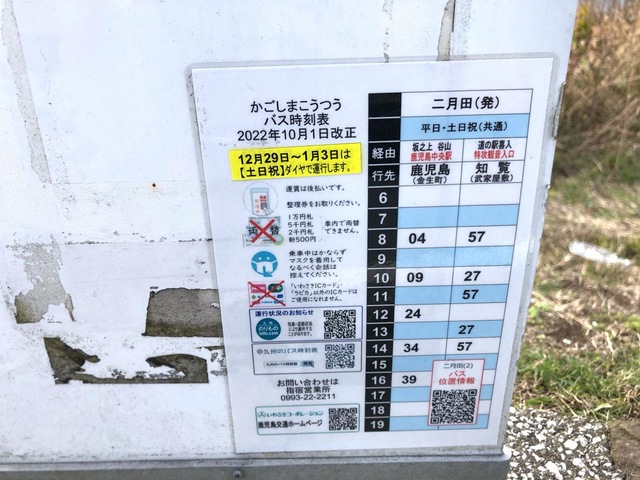 かごしまこうつう
バス時刻表
2022年10月1日改正
12月29日～1月3日は
【土日祝】ダイヤで運行します。
運賃は後払いです。
整理券をお取りください。
両替
1万円札
5千円札
2千円札
新500円
車内で両替
できません。
乗車中はかならず
マスクを着用して
なるべく会話は
控えてください。
「いわさきICカード」・
「ラピカ」以外のICカードは
ご使用になれません。
運行状況のお知らせ
九州のバス時刻表
お問い合わせは
指宿営業所
0993-22-2211
いわさきコーポレーション
鹿児島交通ホームページ
二月田(発)
平日・土日祝(共通)
経由 坂之上 谷山 道の駅喜入
鹿児島中央駅 特攻観音入口
行先 鹿児島 知覧
(金生町) (武家屋敷)
6
7
8 04 57
9
10 09 27
11 57
12 24
13 27
14 34 57
15
16 39
17
18
19
二月田(2)
バス
位置情報